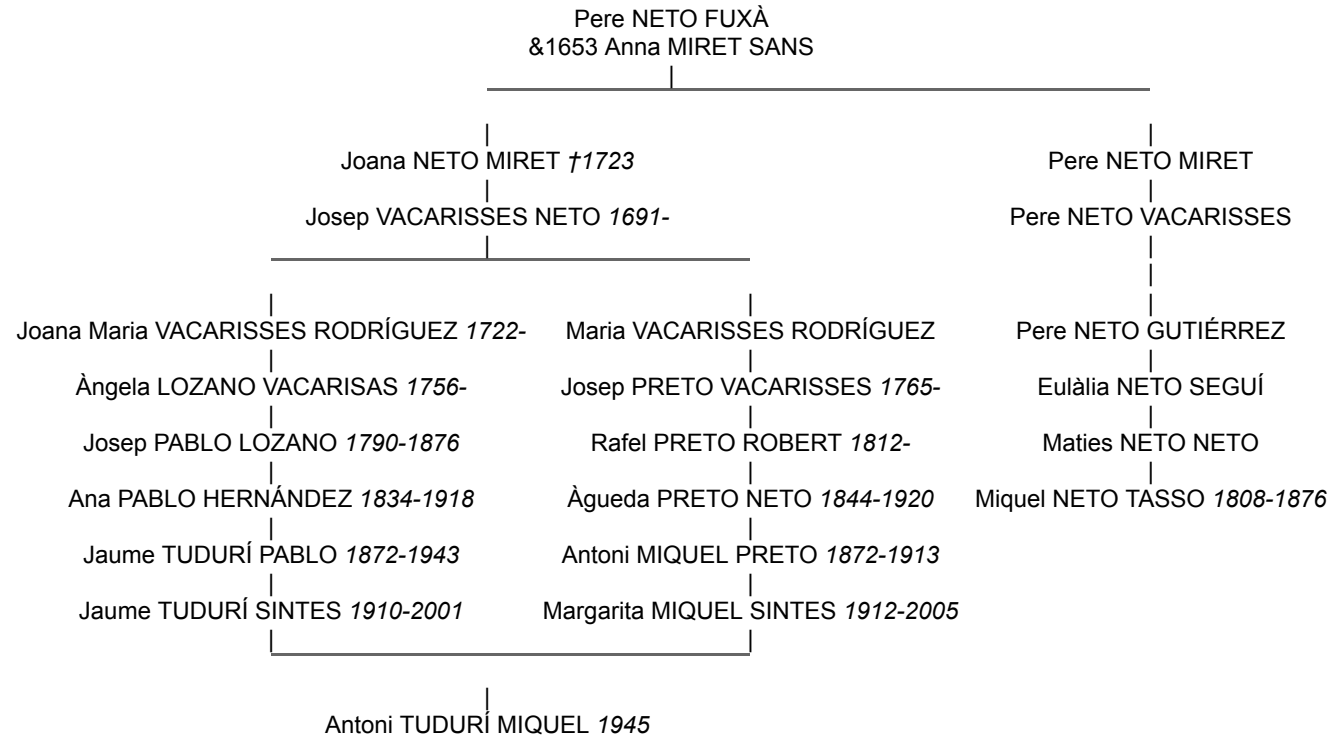 Pere NETO FUXÀ
&1653 Anna MIRET SANS
Joana NETO MIRET †1723
Pere NETO MIRET
Josep VACARISSES NETO 1691-
Pere NETO VACARISSES
Joana Maria VACARISSES RODRÍGUEZ 1722-
Maria VACARISSES RODRÍGUEZ
Pere NETO GUTIÉRREZ
Àngela LOZANO VACARISAS 1756-
Josep PRETO VACARISSES 1765-
Eulàlia NETO SEGUÍ
Josep PABLO LOZANO 1790-1876
Rafel PRETO ROBERT 1812-
Maties NETO NETO
Ana PABLO HERNÁNDEZ 1834-1918
Àgueda PRETO NETO 1844-1920
Miquel NETO TASSO 1808-1876
Jaume TUDURÍ PABLO 1872-1943
Antoni MIQUEL PRETO 1872-1913
Jaume TUDURÍ SINTES 1910-2001
Margarita MIQUEL SINTES 1912-2005
Antoni TUDURÍ MIQUEL 1945